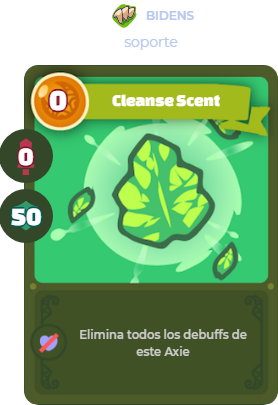 BIDENS
soporte
0
Cleanse Scent
0
50
Elimina todos los debuffs de
este Axie